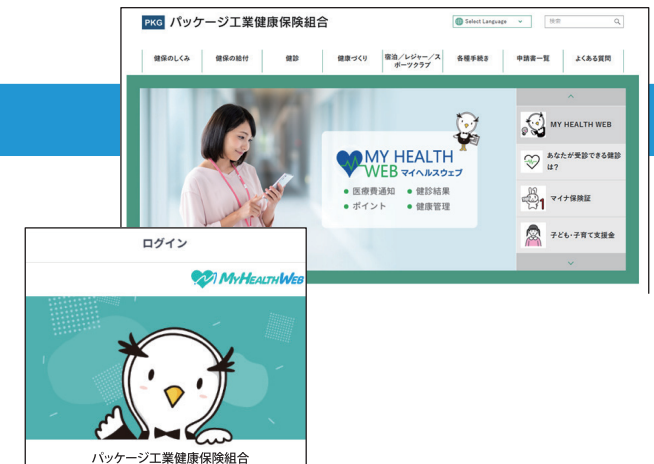 PKG パッケージ工業健康保険組合
Select Language
検索
健保のしくみ
健保の給付
健診
健康づくり
宿泊／レジャー／ス
ポーツクラブ
各種手続き
申請書一覧
よくある質問
MY HEALTH
WEB マイヘルスウェブ
● 医療費通知 ● 健診結果
● ポイント ● 健康管理
MY HEALTH WEB
あなたが受診できる健診
は？
マイナ保険証
子ども・子育て支援金
ログイン
MYHEALTHWEB
パッケージ工業健康保険組合